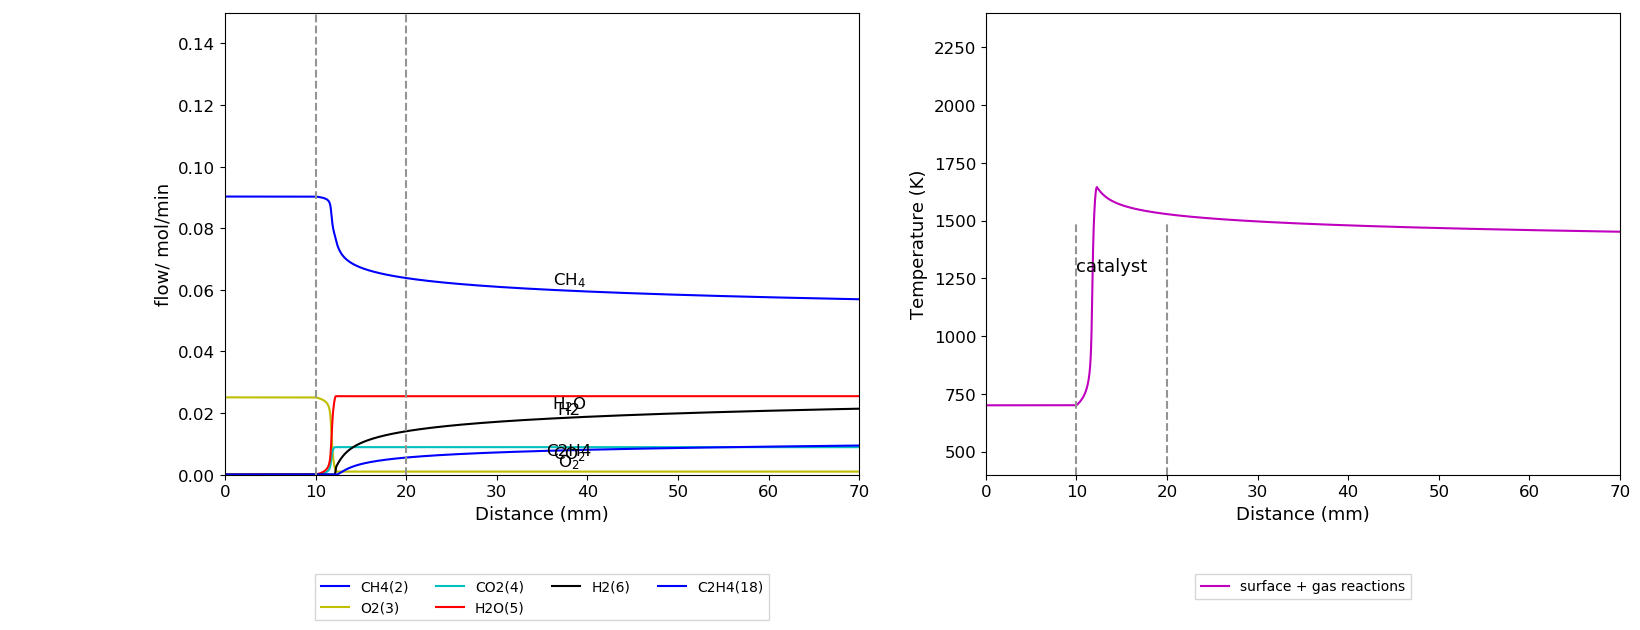 0.14
0.12
0.10
0.08
0.06
0.04
0.02
0.00
flow/ mol/min
CH4
H2O
H2
C2H4
CO2
O2
0 10 20 30 40 50 60 70
Distance (mm)
CH4(2) CO2(4) H2(6) C2H4(18)
O2(3) H2O(5)
2250
2000
1750
1500
1250
1000
750
500
Temperature (K)
catalyst
0 10 20 30 40 50 60 70
Distance (mm)
surface + gas reactions